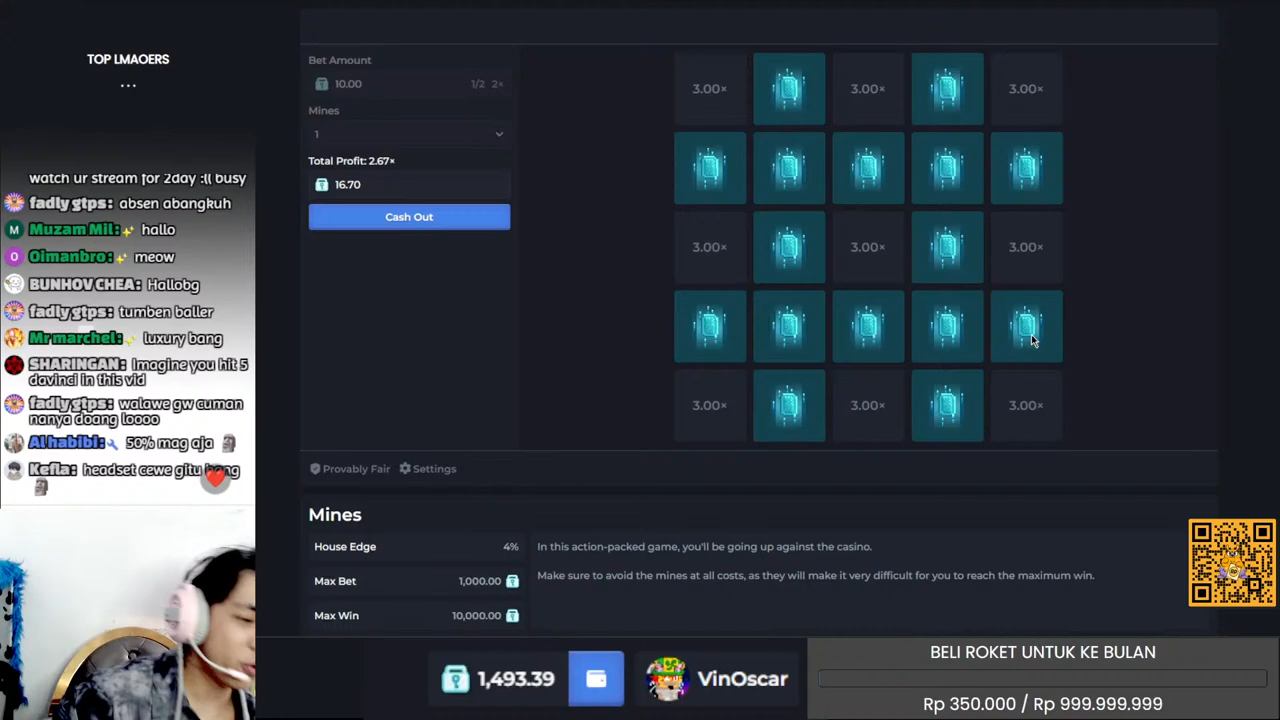 TOP LMAOERS
...
watch ur stream for 2day :(( busy
fadly gtps: absen abangkuh
M Muzam Mil: hallo
O Oimanbro: meow
BUNHOV CHEA: Hallobg
fadly gtps: tumben baller
Mr marchel: luxury bang
SHARINGAN: Imagine you hit 5
davinci in this vid
fadly gtps: walawe gw cuman
nanya doang loooo
Al habibi: 50% mag aja
Kefla: headset cewe gitu bang
Bet Amount
10.00 1/2 2×
Mines
1
Total Profit: 2.67×
16.70
Cash Out
3.00× 3.00× 3.00×
3.00× 3.00× 3.00×
3.00× 3.00× 3.00×
Provably Fair Settings
Mines
House Edge 4%
Max Bet 1,000.00
Max Win 10,000.00
In this action-packed game, you'll be going up against the casino.
Make sure to avoid the mines at all costs, as they will make it very difficult for you to reach the maximum win.
1,493.39
VinOscar
BELI ROKET UNTUK KE BULAN
Rp 350.000 / Rp 999.999.999